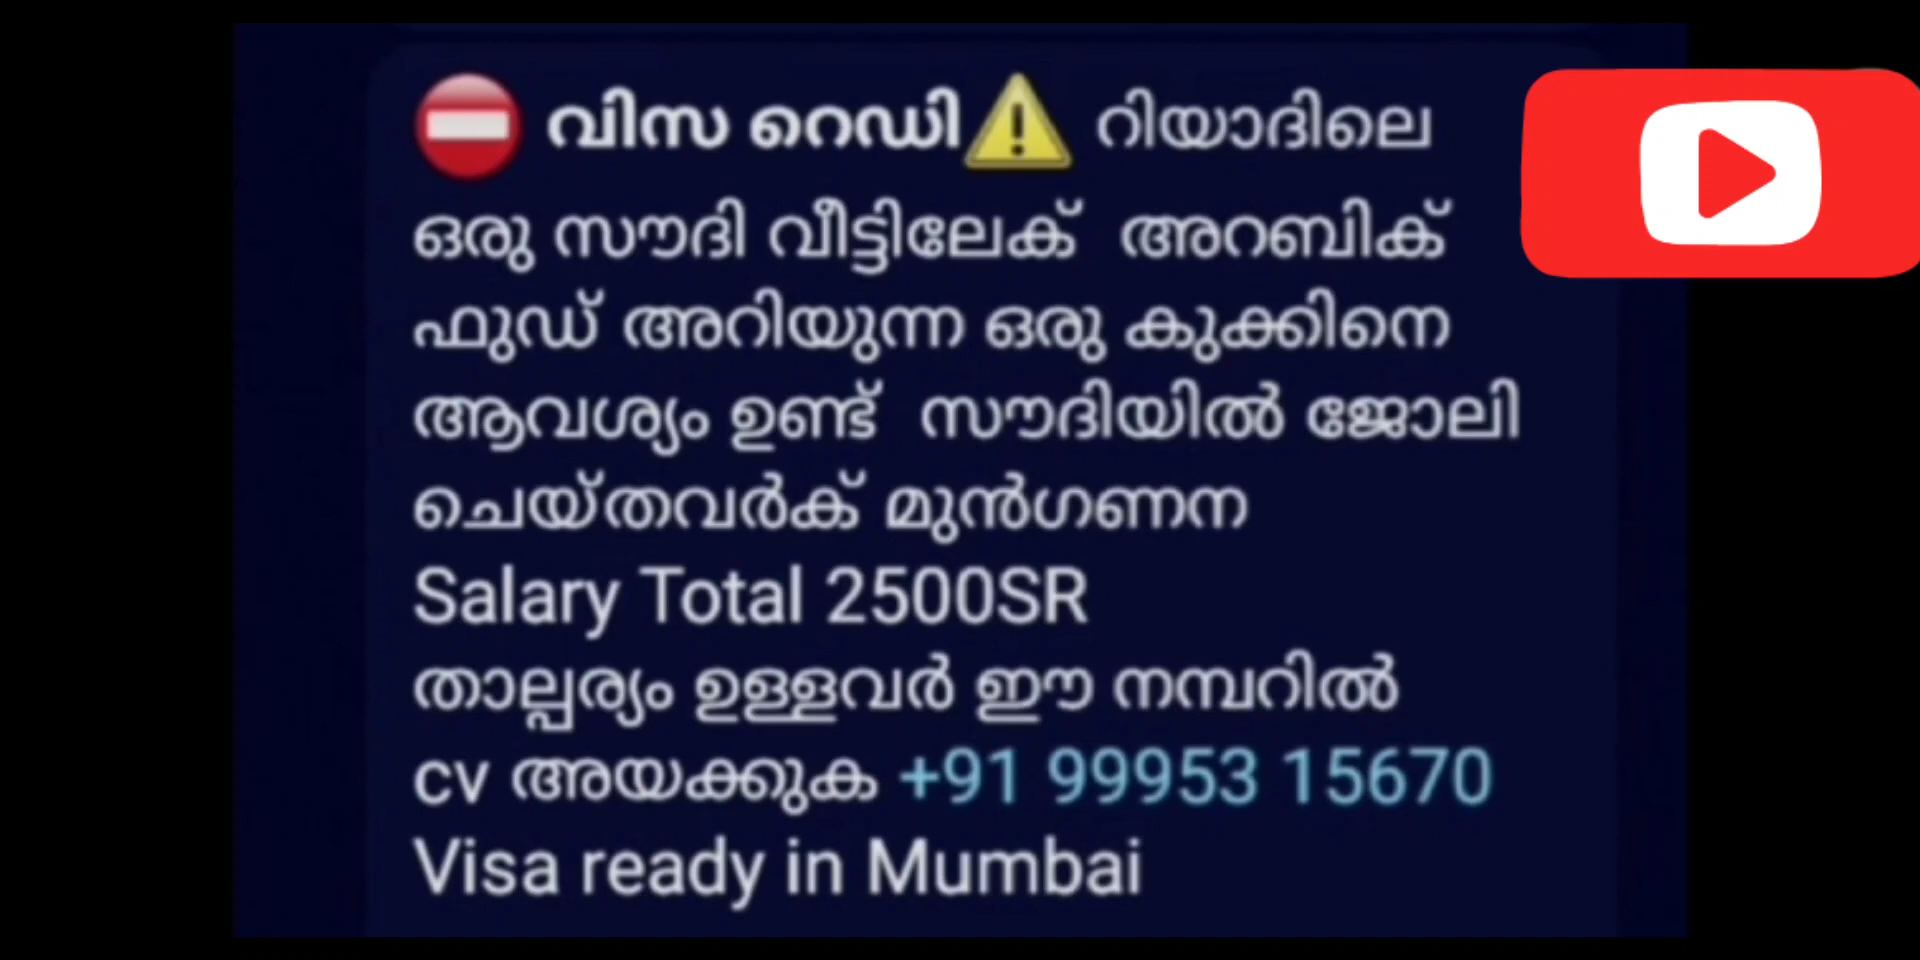 ⛔ വിസ റെഡി⚠️ റിയാദിലെ
ഒരു സൗദി വീട്ടിലേക് അറബിക്
ഫുഡ് അറിയുന്ന ഒരു കുക്കിനെ
ആവശ്യം ഉണ്ട് സൗദിയിൽ ജോലി
ചെയ്തവർക് മുൻഗണന
Salary Total 2500SR
താല്പര്യം ഉള്ളവർ ഈ നമ്പറിൽ
cv അയക്കുക +91 99953 15670
Visa ready in Mumbai